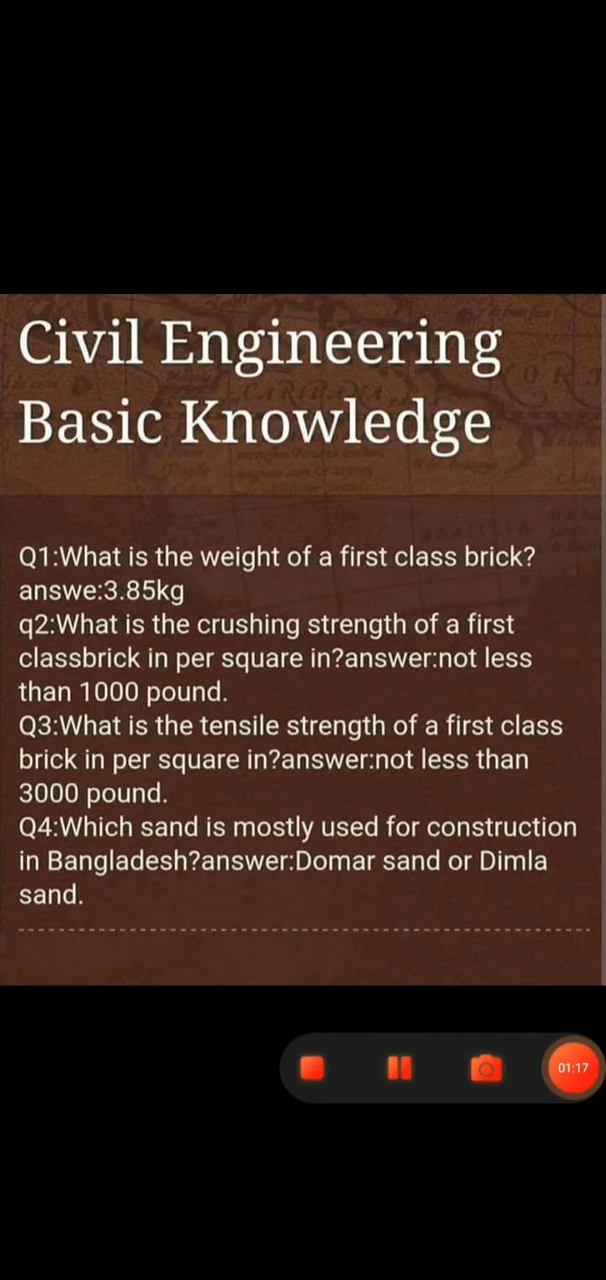 Civil Engineering
Basic Knowledge
Q1:What is the weight of a first class brick?
answe:3.85kg
q2:What is the crushing strength of a first
classbrick in per square in?answer:not less
than 1000 pound.
Q3:What is the tensile strength of a first class
brick in per square in?answer:not less than
3000 pound.
Q4:Which sand is mostly used for construction
in Bangladesh?answer:Domar sand or Dimla
sand.
01:17